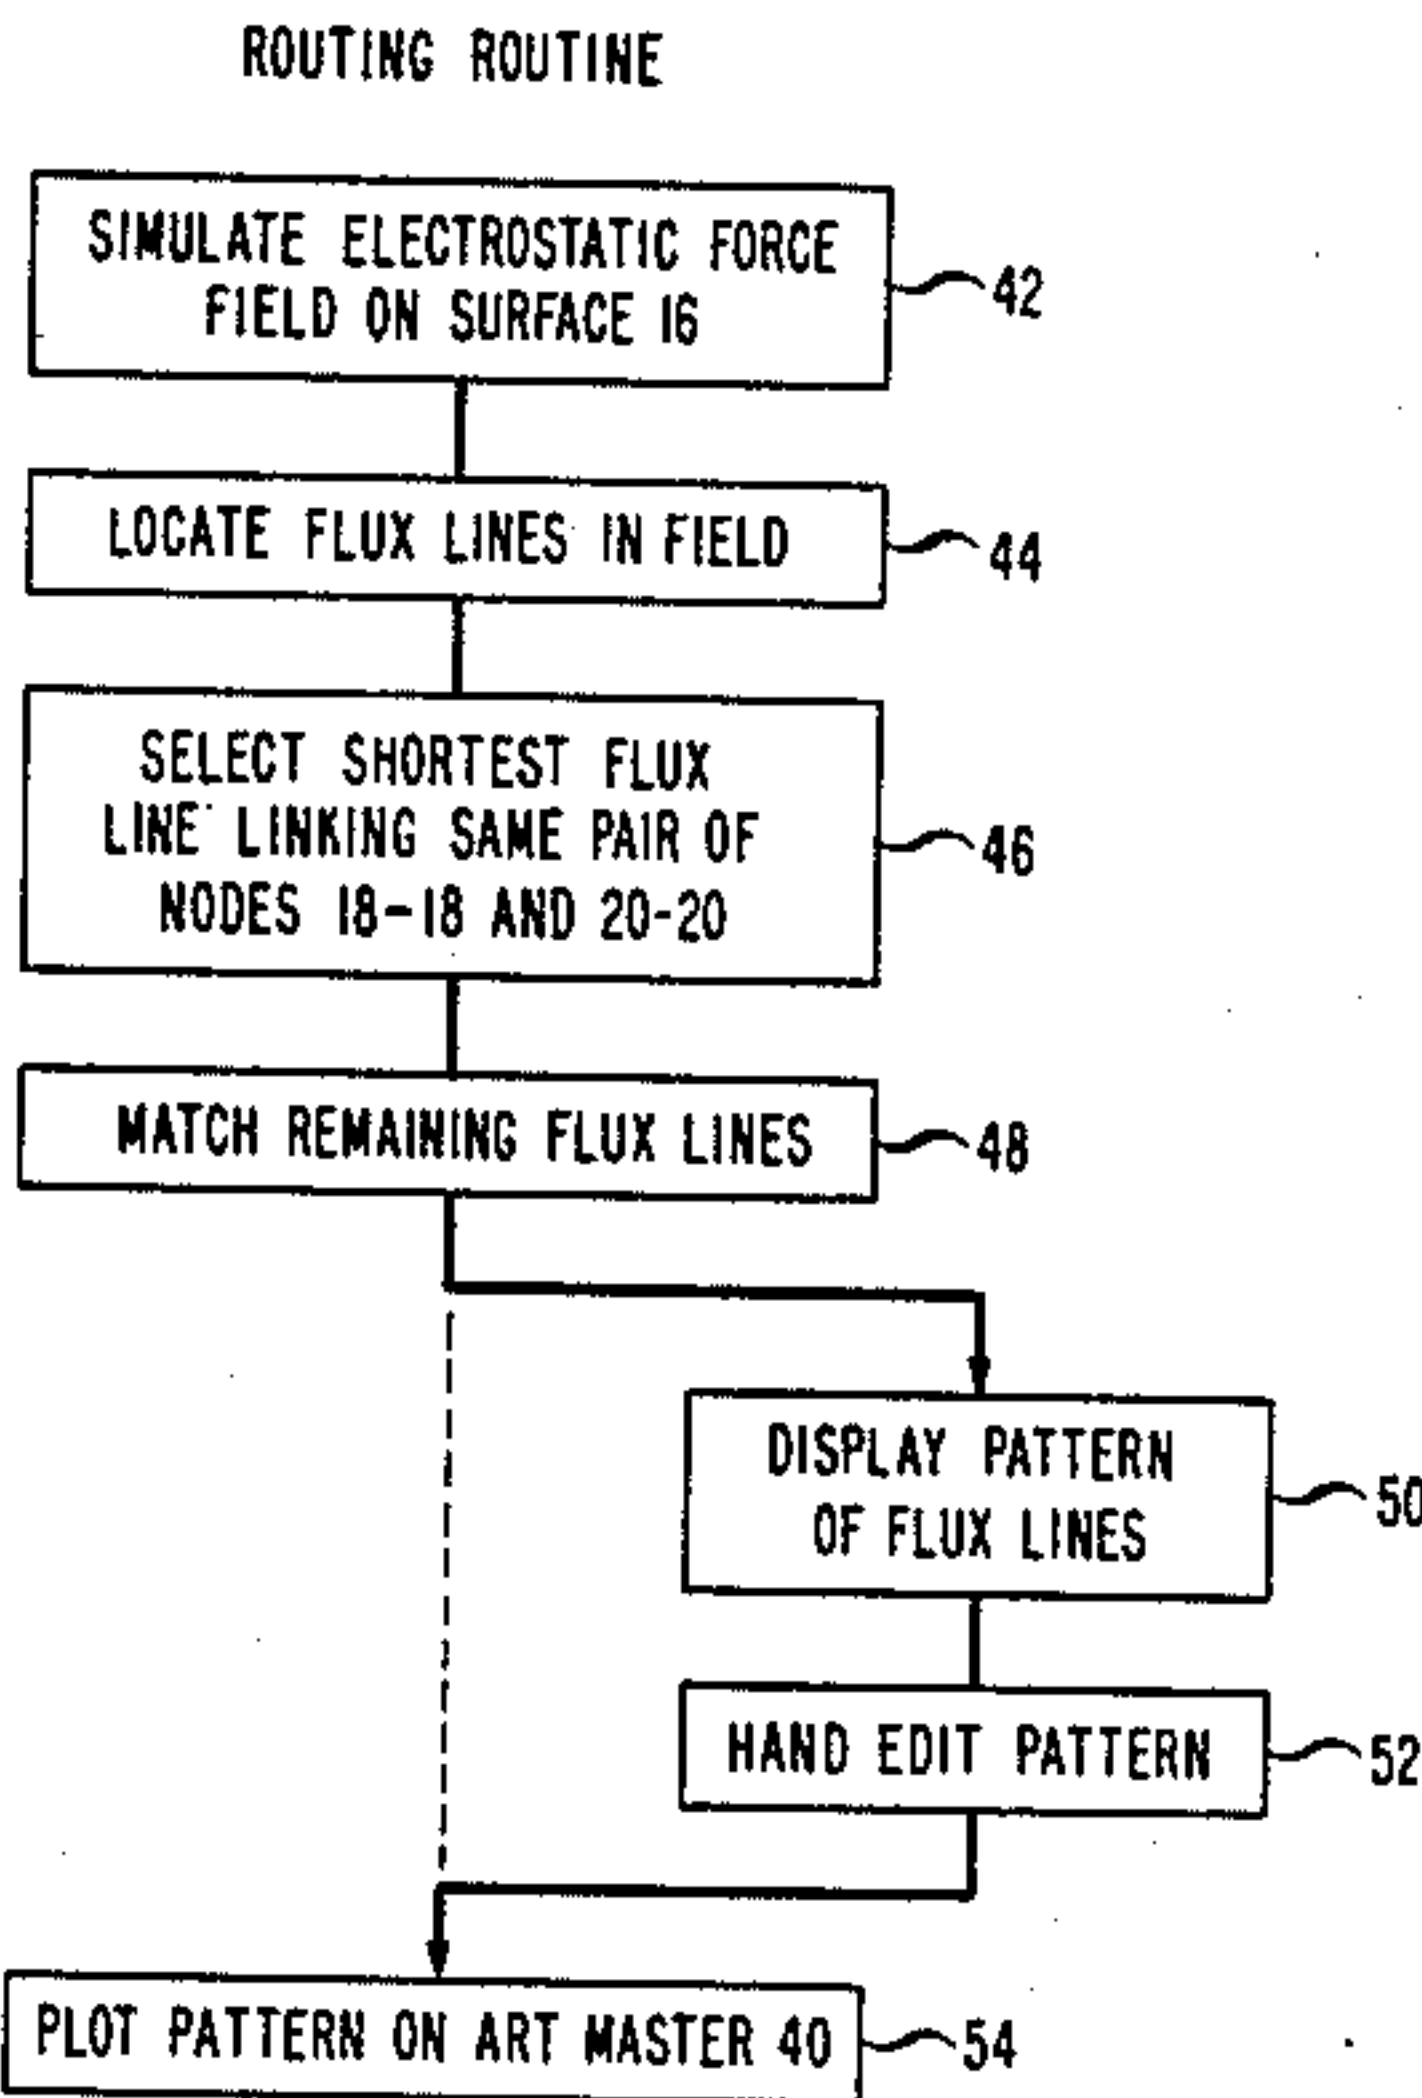 ROUTING ROUTINE
SIMULATE ELECTROSTATIC FORCE
FIELD ON SURFACE 16
42
LOCATE FLUX LINES IN FIELD
44
SELECT SHORTEST FLUX
LINE LINKING SAME PAIR OF
NODES 18-18 AND 20-20
46
MATCH REMAINING FLUX LINES
48
DISPLAY PATTERN
OF FLUX LINES
50
HAND EDIT PATTERN
52
PLOT PATTERN ON ART MASTER 40
54